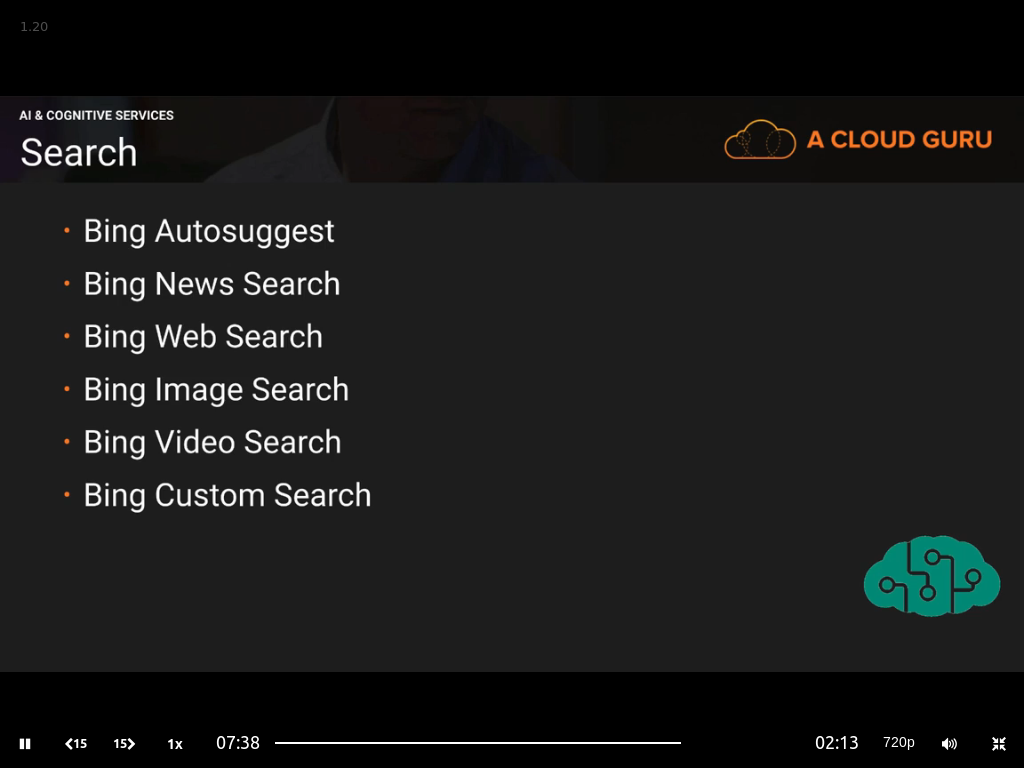 1.20
AI & COGNITIVE SERVICES
Search
A CLOUD GURU
• Bing Autosuggest
• Bing News Search
• Bing Web Search
• Bing Image Search
• Bing Video Search
• Bing Custom Search
15 15 1x 07:38 02:13 720p